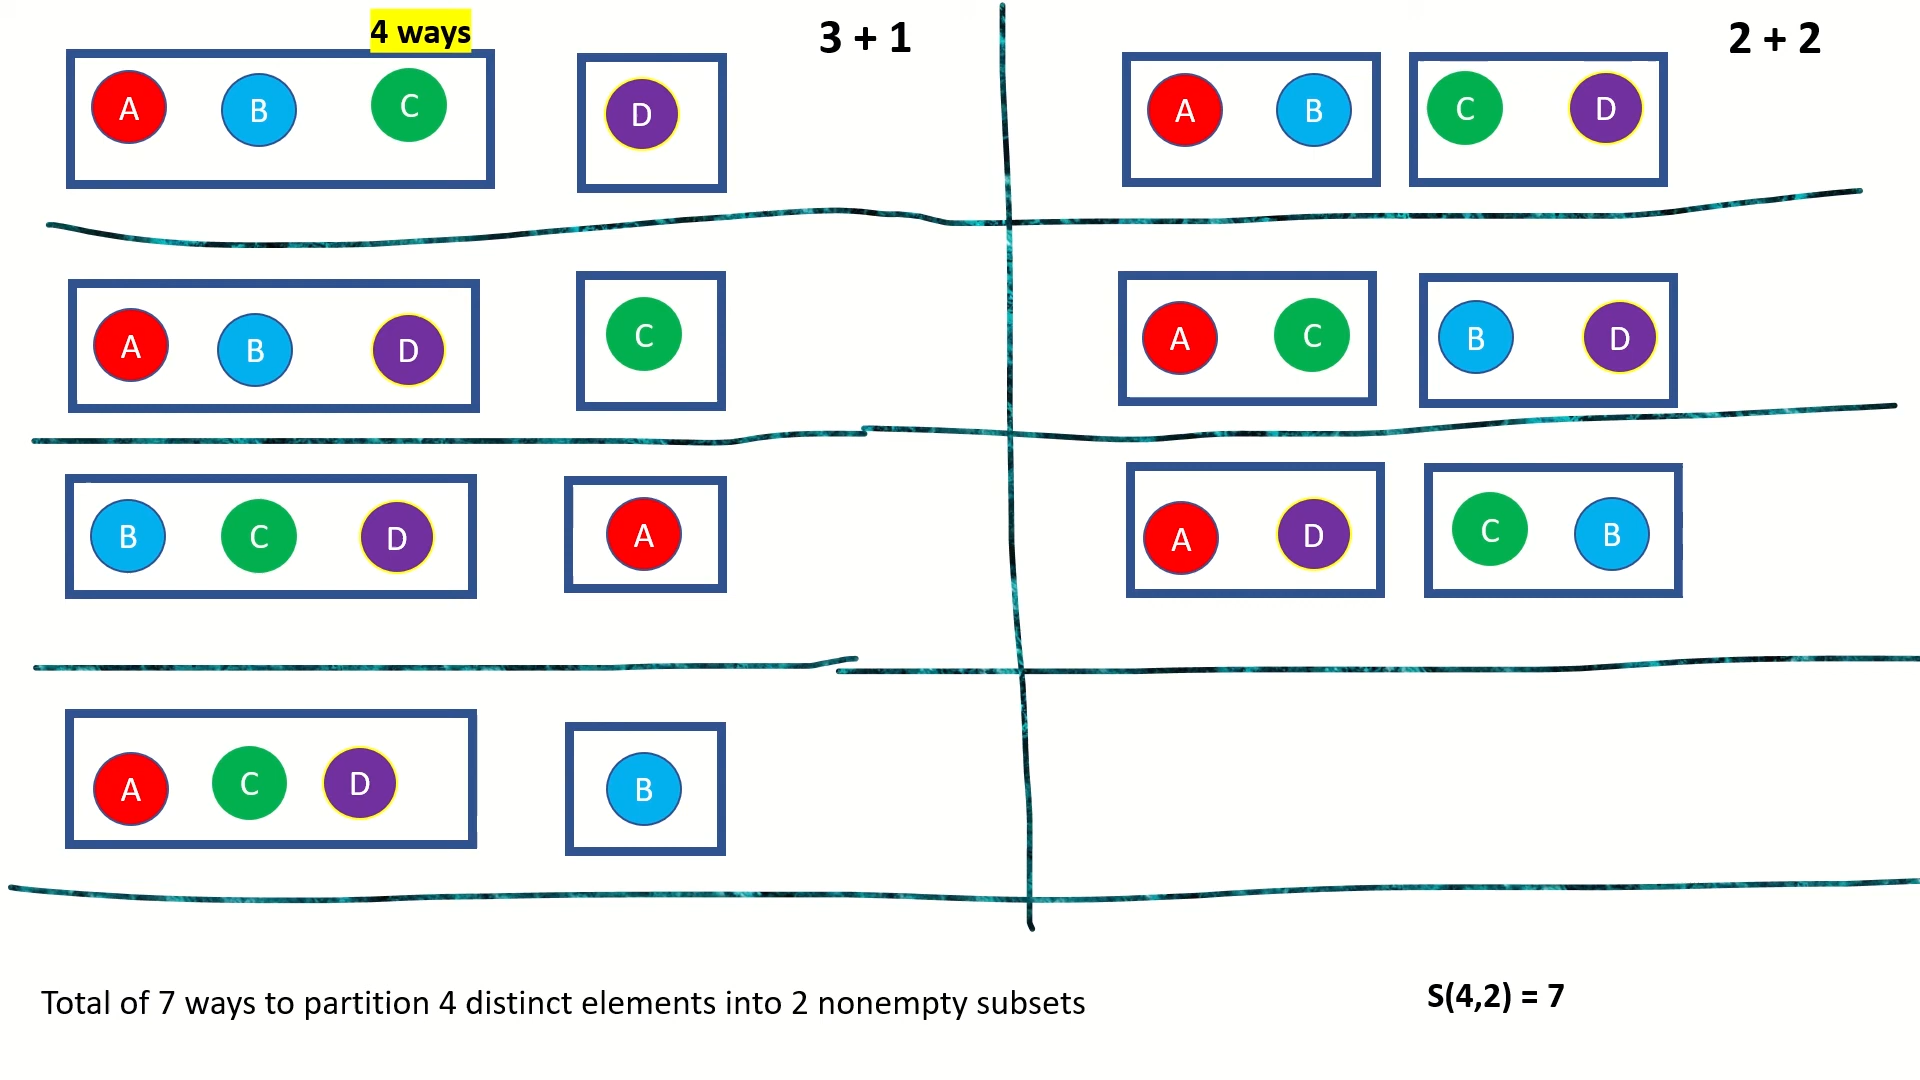 4 ways
3 + 1
2 + 2
A B C D
A B C D
A B D C
A C B D
B C D A
A D C B
A C D B
Total of 7 ways to partition 4 distinct elements into 2 nonempty subsets
S(4,2) = 7